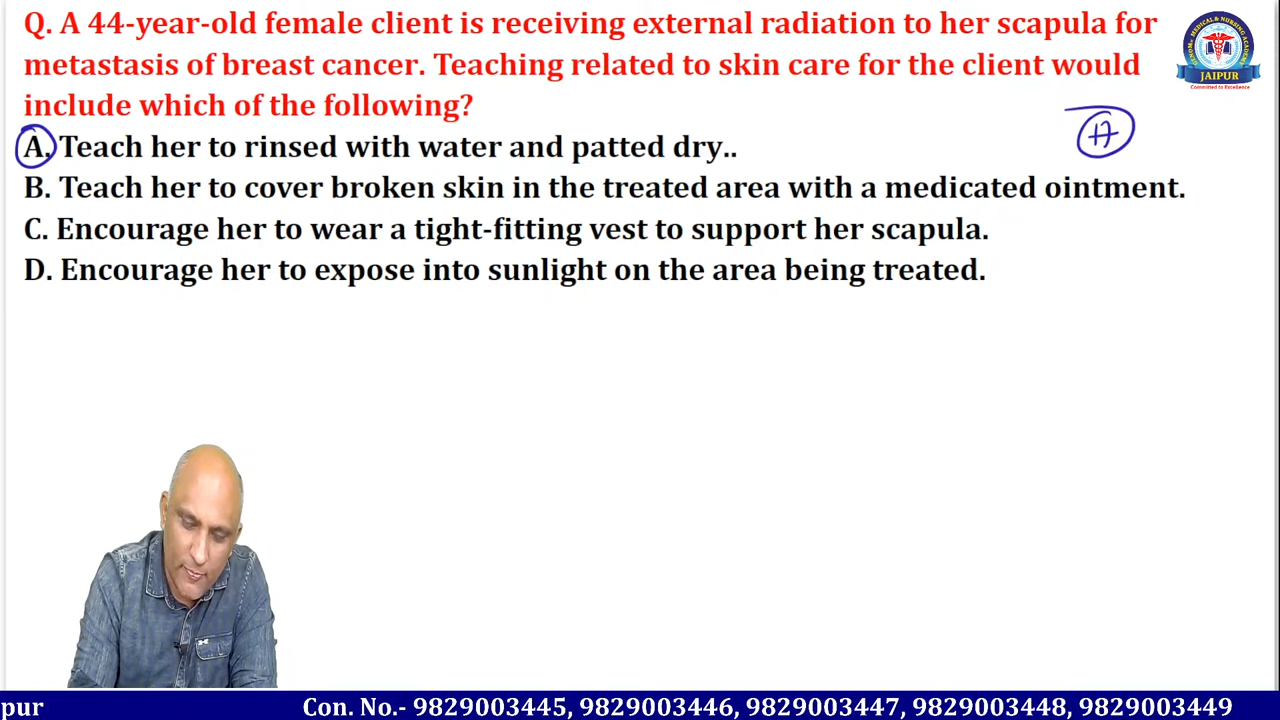 Q. A 44-year-old female client is receiving external radiation to her scapula for
metastasis of breast cancer. Teaching related to skin care for the client would
include which of the following?
A. Teach her to rinsed with water and patted dry..
A
B. Teach her to cover broken skin in the treated area with a medicated ointment.
C. Encourage her to wear a tight-fitting vest to support her scapula.
D. Encourage her to expose into sunlight on the area being treated.
JAIPUR
Committed to Excellence
pur Con. No.- 9829003445, 9829003446, 9829003447, 9829003448, 9829003449